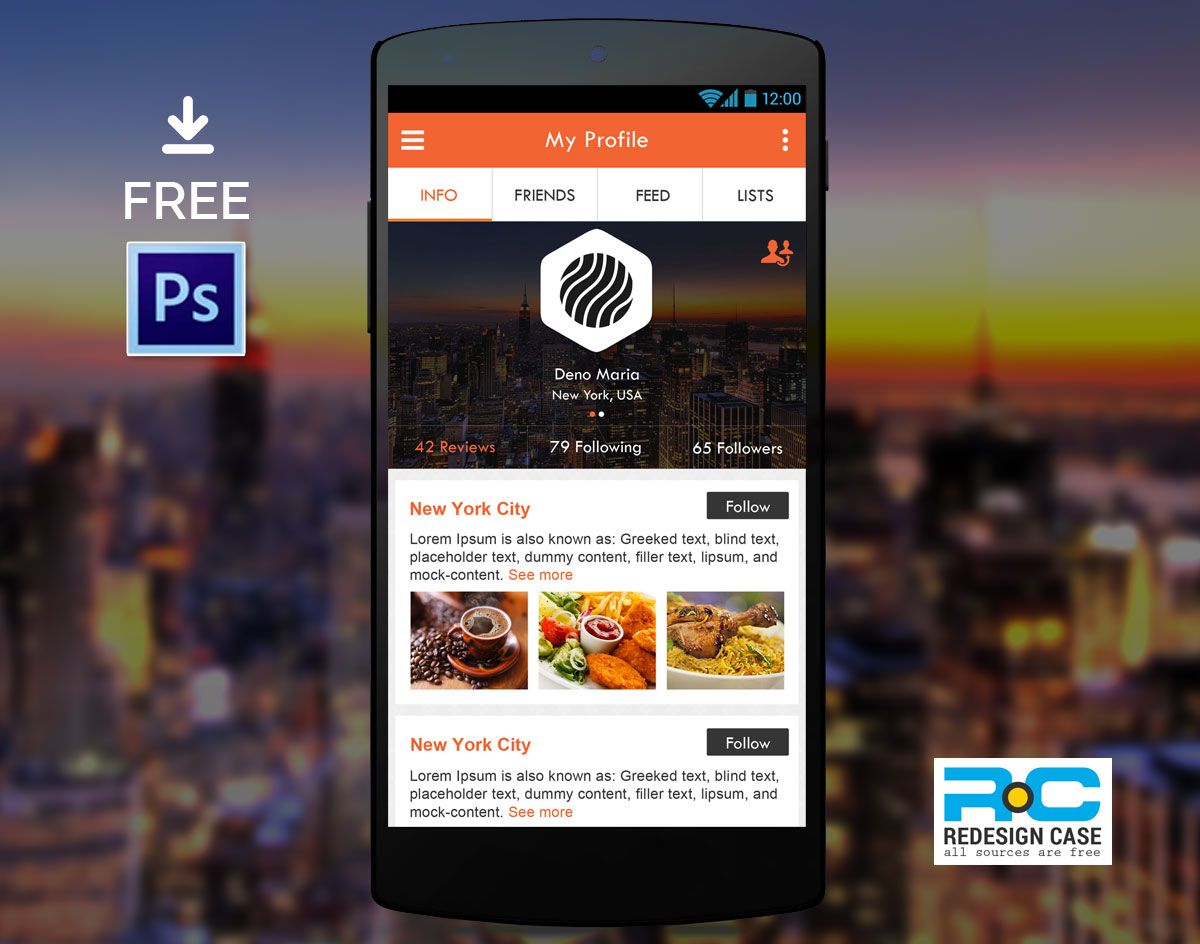 FREE
Ps
12:00
My Profile
INFO
FRIENDS
FEED
LISTS
Deno Maria
New York, USA
42 Reviews
79 Following
65 Followers
New York City
Follow
Lorem Ipsum is also known as: Greeked text, blind text,
placeholder text, dummy content, filler text, lipsum, and
mock-content. See more
New York City
Follow
Lorem Ipsum is also known as: Greeked text, blind text,
placeholder text, dummy content, filler text, lipsum, and
mock-content. See more
RC
REDESIGN CASE
all sources are free